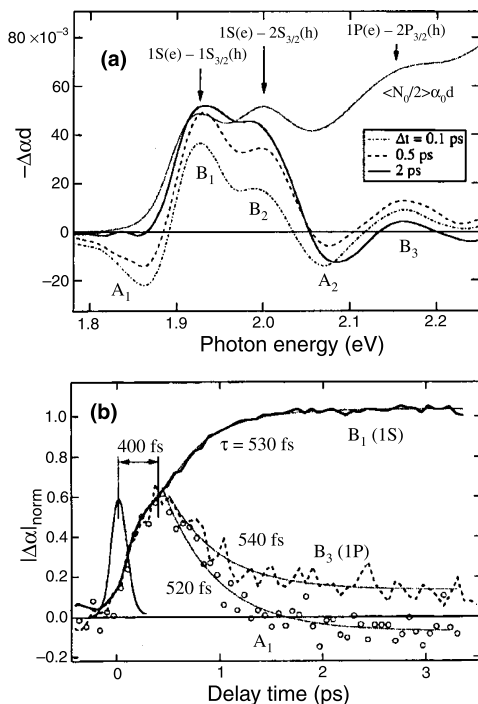 80 ×10⁻³
60
40
20
0
−20
−Δαd
(a)
1S(e) − 1S3/2(h)
1S(e) − 2S3/2(h)
1P(e) − 2P3/2(h)
<N0/2>α0d
Δt = 0.1 ps
0.5 ps
2 ps
B1
B2
B3
A1
A2
1.8 1.9 2.0 2.1 2.2
Photon energy (eV)
(b)
1.0
0.8
0.6
0.4
0.2
0.0
−0.2
|Δα|norm
400 fs
τ = 530 fs
B1 (1S)
540 fs
B3 (1P)
520 fs
A1
0 1 2 3
Delay time (ps)